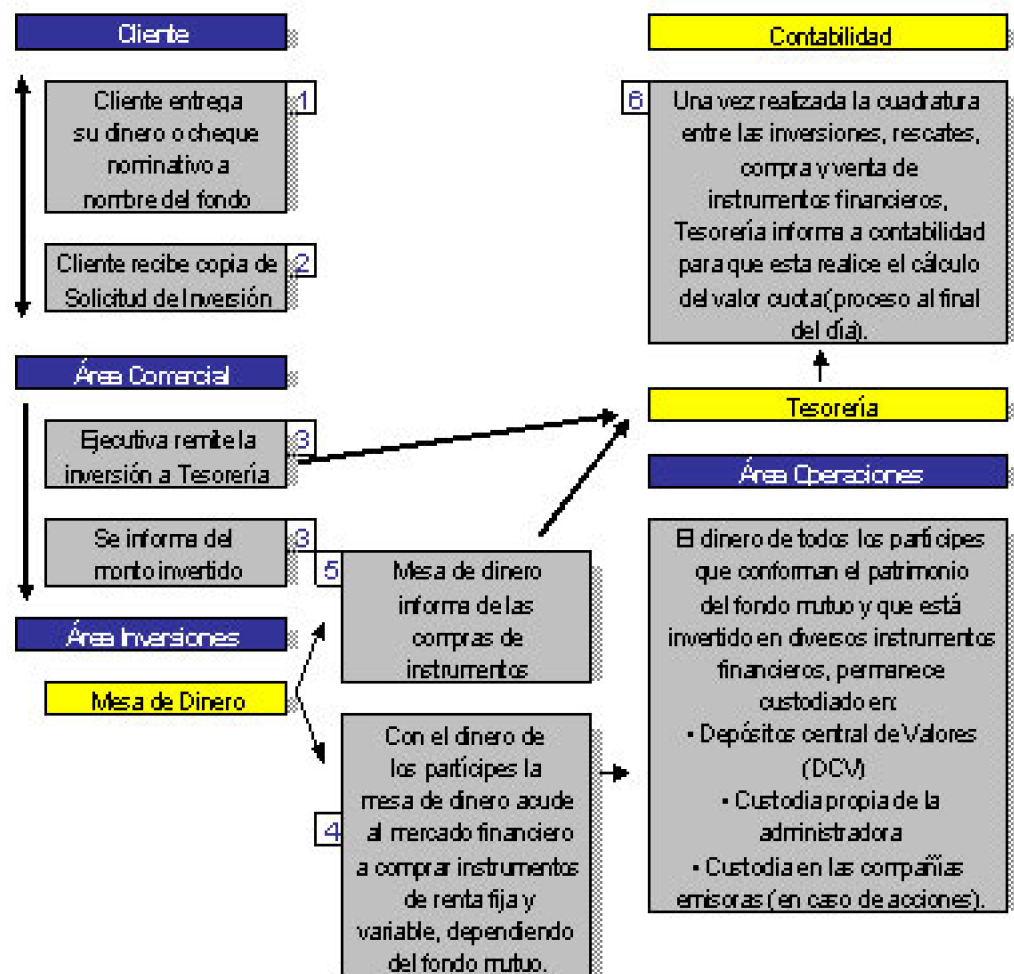 Cliente
Cliente entrega
su dinero o cheque
nominativo a
nombre del fondo
1
Cliente recibe copia de
Solicitud de Inversión
2
Área Comercial
Ejecutiva remite la
inversión a Tesorería
3
Se informa del
monto invertido
3
Área Inversiones
Mesa de Dinero
5
Mesa de dinero
informa de las
compras de
instrumentos
4
Con el dinero de
los partícipes la
mesa de dinero acude
al mercado financiero
a comprar instrumentos
de renta fija y
variable, dependiendo
del fondo mutuo.
Contabilidad
6
Una vez realizada la cuadratura
entre las inversiones, rescates,
compra y venta de
instrumentos financieros,
Tesorería informa a contabilidad
para que esta realice el cálculo
del valor cuota(proceso al final
del día).
Tesorería
Área Operaciones
El dinero de todos los partícipes
que conforman el patrimonio
del fondo mutuo y que está
invertido en diversos instrumentos
financieros, permanece
custodiado en:
• Depósitos central de Valores
(DCV)
• Custodia propia de la
administradora
• Custodia en las compañías
emisoras (en caso de acciones).